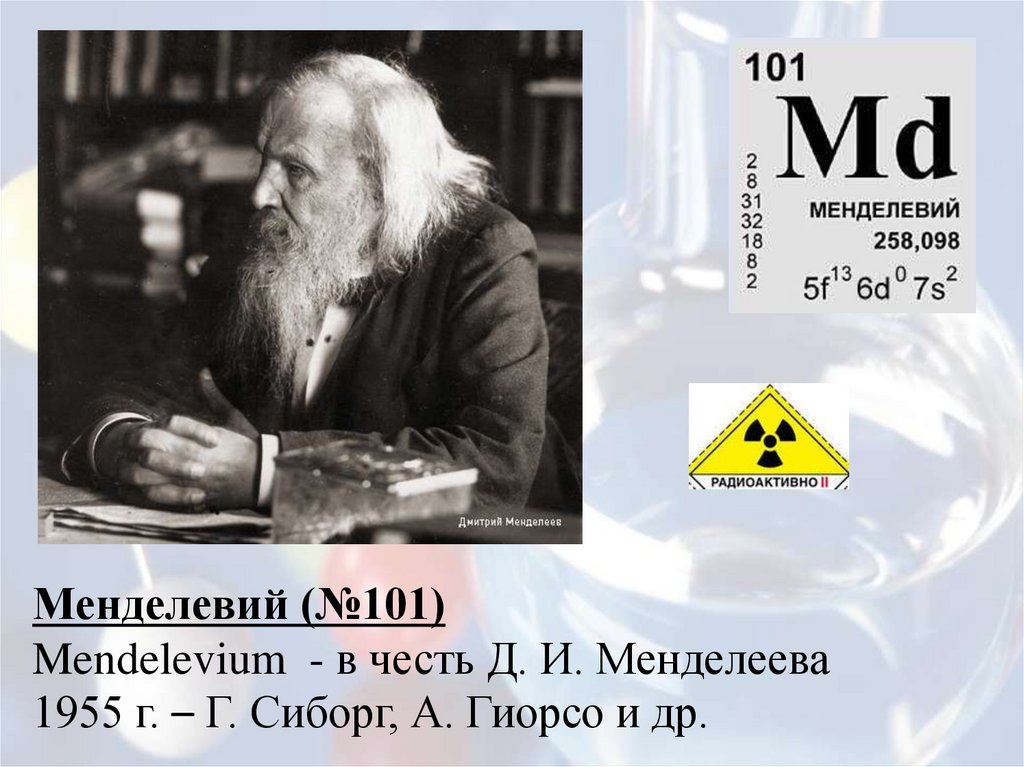 101
Md
2
8
31
32
18
8
2
МЕНДЕЛЕВИЙ
258,098
5f¹³ 6d⁰ 7s²
РАДИОАКТИВНО II
Дмитрий Менделеев
Менделевий (№101)
Mendelevium - в честь Д. И. Менделеева
1955 г. – Г. Сиборг, А. Гиорсо и др.